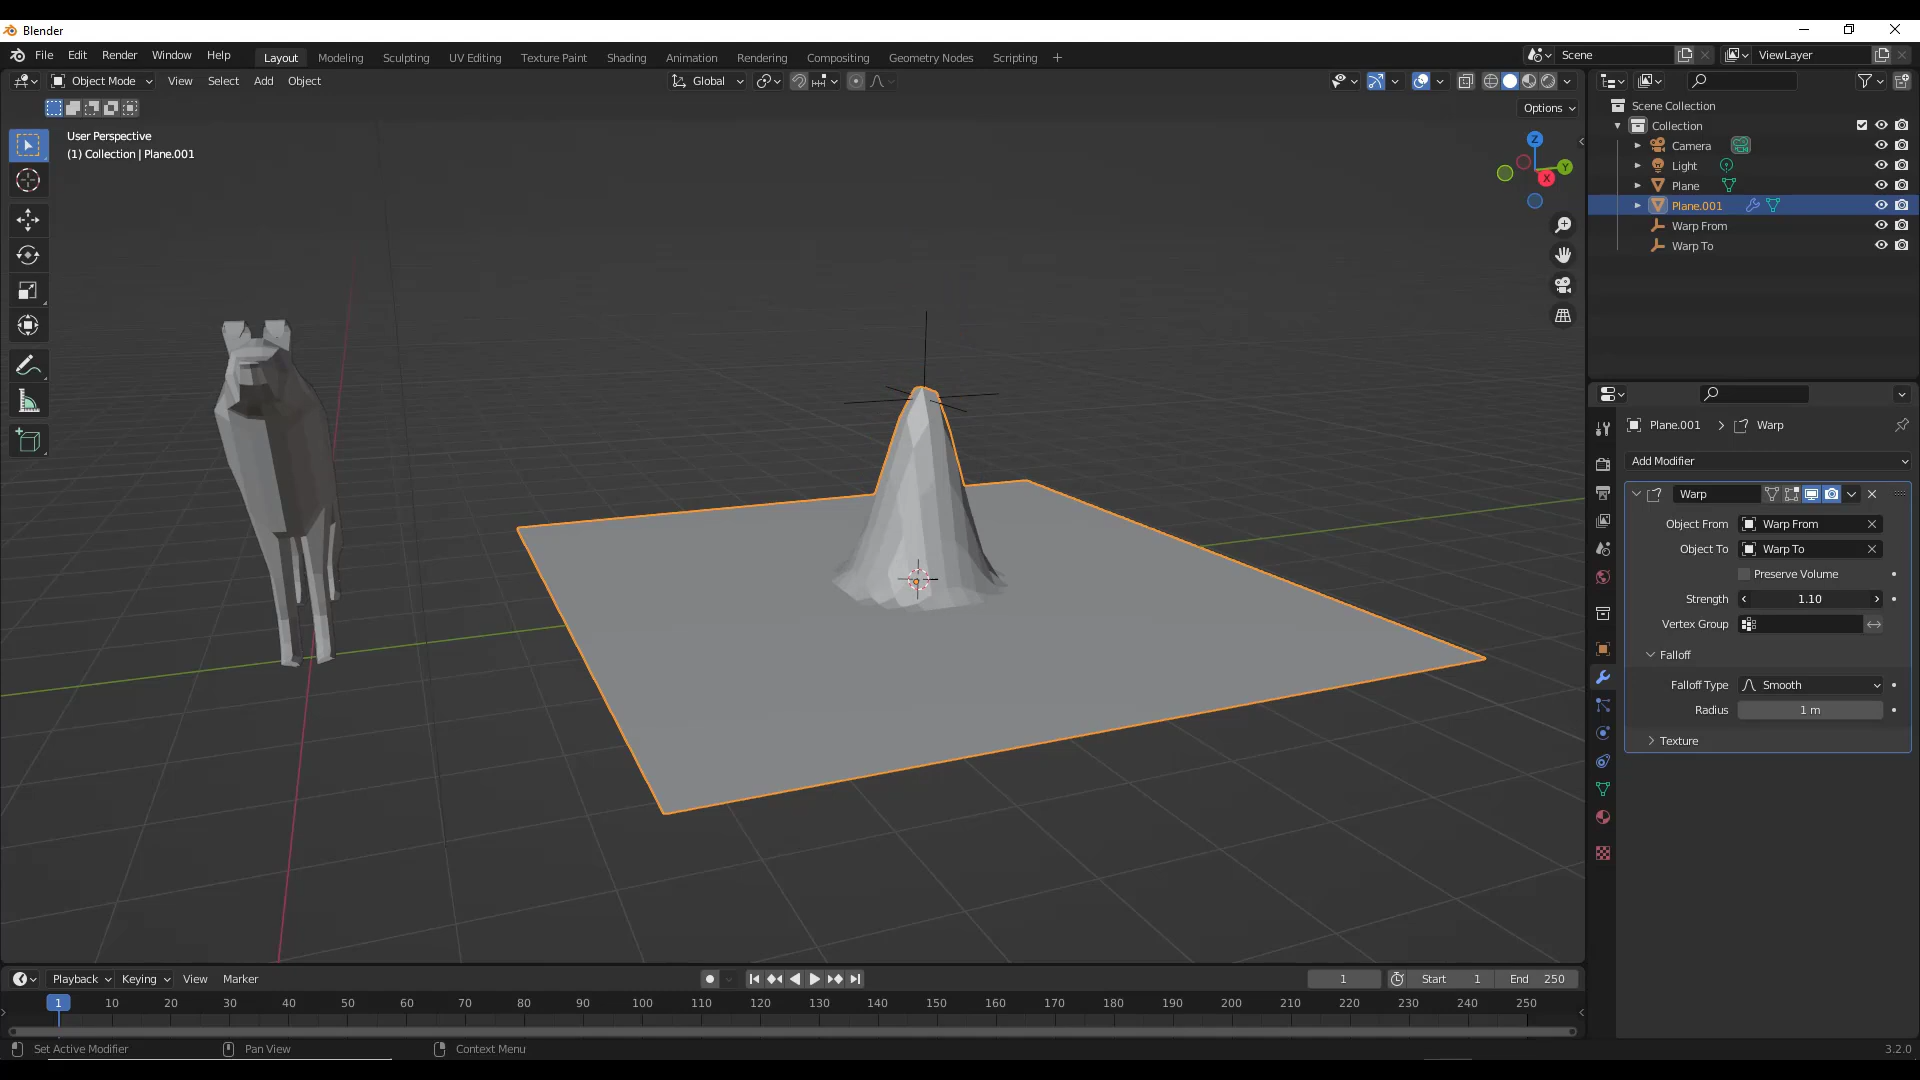 Blender
File Edit Render Window Help Layout Modeling Sculpting UV Editing Texture Paint Shading Animation Rendering Compositing Geometry Nodes Scripting + Scene ViewLayer
Object Mode View Select Add Object Global
Options
User Perspective
(1) Collection | Plane.001
Z
Y
X
Scene Collection
Collection
Camera
Light
Plane
Plane.001
Warp From
Warp To
Plane.001 > Warp
Add Modifier
Warp
Object From Warp From
Object To Warp To
Preserve Volume
Strength 1.10
Vertex Group
Falloff
Falloff Type Smooth
Radius 1 m
Texture
Playback Keying View Marker 1 Start 1 End 250
1 10 20 30 40 50 60 70 80 90 100 110 120 130 140 150 160 170 180 190 200 210 220 230 240 250
Set Active Modifier Pan View Context Menu 3.2.0